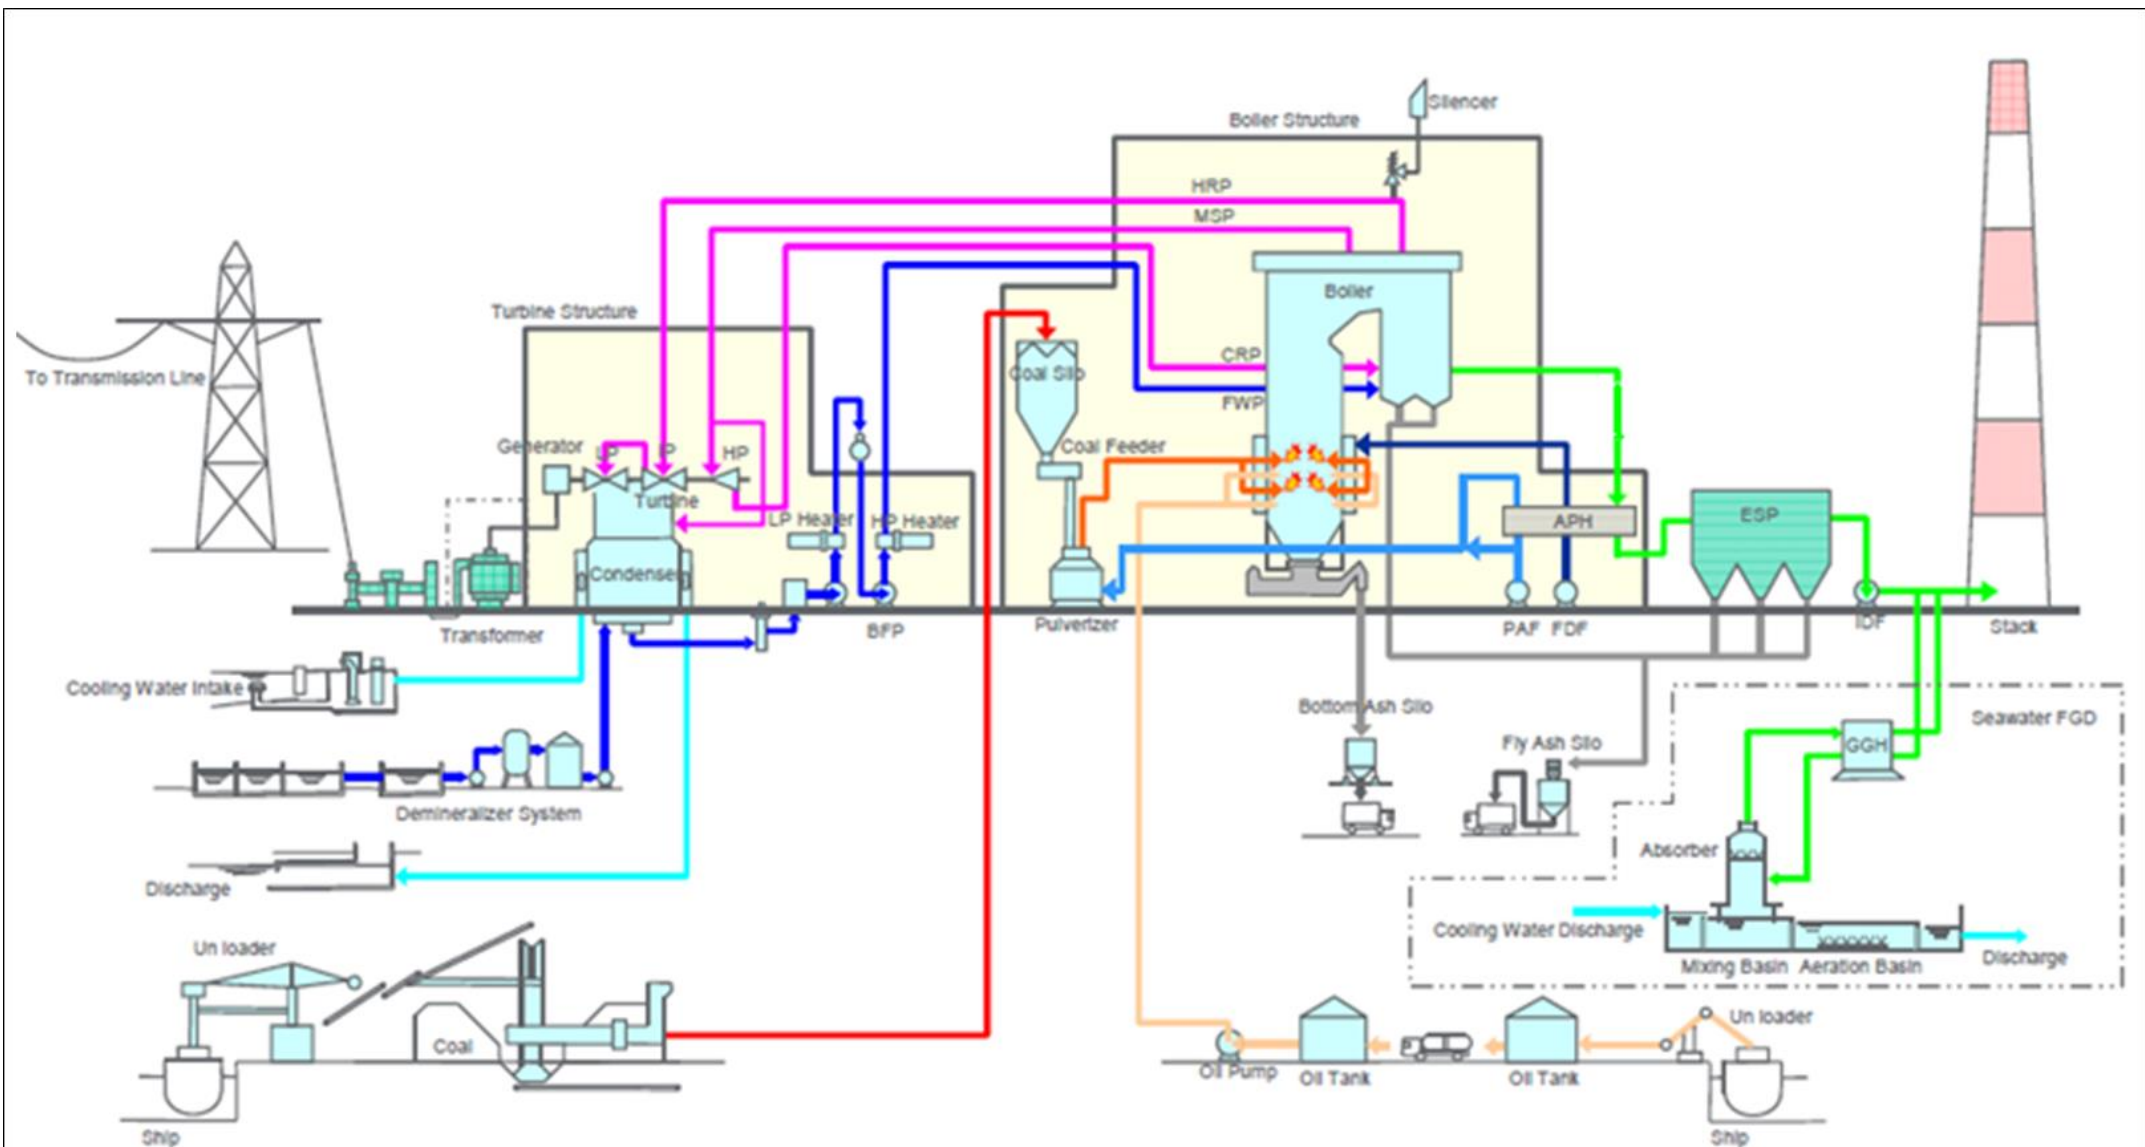 Silencer
Boiler Structure
HRP
MSP
Boiler
Turbine Structure
To Transmission Line
CRP
Coal Silo
FWP
Generator
LP
IP
HP
Coal Feeder
Turbine
LP Heater
HP Heater
APH
ESP
Condenser
Transformer
BFP
Pulverizer
PAF
FDF
IDF
Stack
Cooling Water Intake
Bottom Ash Silo
Seawater FGD
Fly Ash Silo
GGH
Demineralizer System
Absorber
Discharge
Cooling Water Discharge
Un loader
Mixing Basin
Aeration Basin
Discharge
Un loader
Coal
Oil Pump
Oil Tank
Oil Tank
Ship
Ship